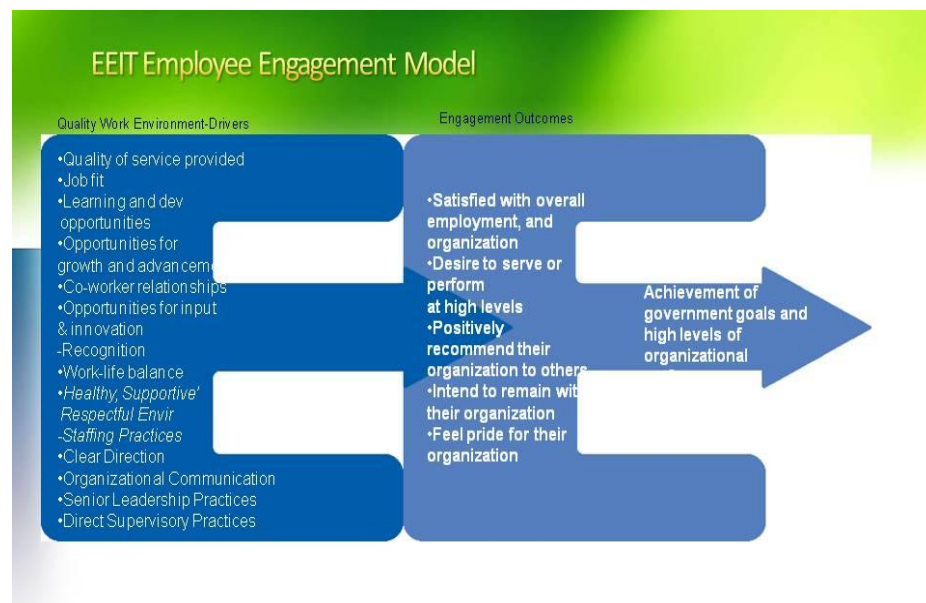 EEIT Employee Engagement Model
Quality Work Environment-Drivers
•Quality of service provided
•Job fit
•Learning and dev
opportunities
•Opportunities for
growth and advancem
•Co-worker relationships
•Opportunities for input
& innovation
-Recognition
•Work-life balance
•Healthy, Supportive'
Respectful Envir
-Staffing Practices
•Clear Direction
•Organizational Communication
•Senior Leadership Practices
•Direct Supervisory Practices
Engagement Outcomes
•Satisfied with overall
employment, and
organization
•Desire to serve or
perform
at high levels
•Positively
recommend their
organization to others
•Intend to remain wit
their organization
•Feel pride for their
organization
Achievement of
government goals and
high levels of
organizational